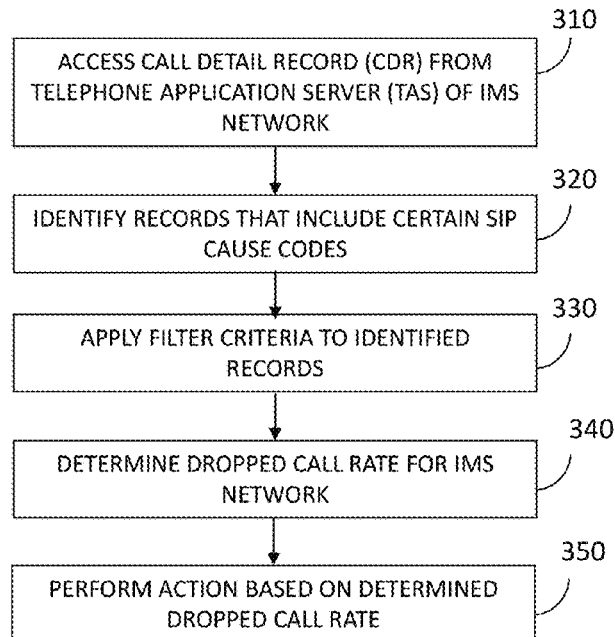 310
ACCESS CALL DETAIL RECORD (CDR) FROM
TELEPHONE APPLICATION SERVER (TAS) OF IMS
NETWORK
320
IDENTIFY RECORDS THAT INCLUDE CERTAIN SIP
CAUSE CODES
330
APPLY FILTER CRITERIA TO IDENTIFIED
RECORDS
340
DETERMINE DROPPED CALL RATE FOR IMS
NETWORK
350
PERFORM ACTION BASED ON DETERMINED
DROPPED CALL RATE